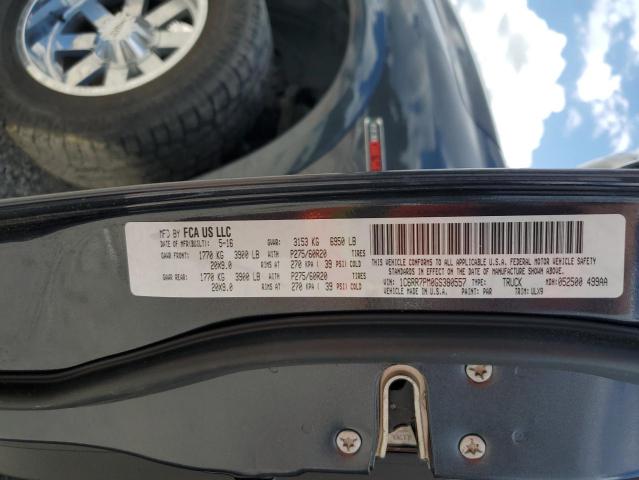 MFD BY FCA US LLC
DATE OF MFR(BUILT): 5-16 GVWR: 3153 KG 6950 LB
GAWR FRONT: 1770 KG 3900 LB WITH P275/60R20 TIRES
20X9.0 RIMS AT 270 KPA ( 39 PSI) COLD
GAWR REAR: 1770 KG 3900 LB WITH P275/60R20 TIRES
20X9.0 RIMS AT 270 KPA ( 39 PSI) COLD
THIS VEHICLE CONFORMS TO ALL APPLICABLE U.S.A. FEDERAL MOTOR VEHICLE SAFETY
STANDARDS IN EFFECT ON THE DATE OF MANUFACTURE SHOWN ABOVE.
VIN: 1C6RR7PM0GS390557 TYPE: TRUCK MDH: 052500 499AA
VEHICLE MADE IN U.S.A. PAINT: PAR TRIM: ULX9